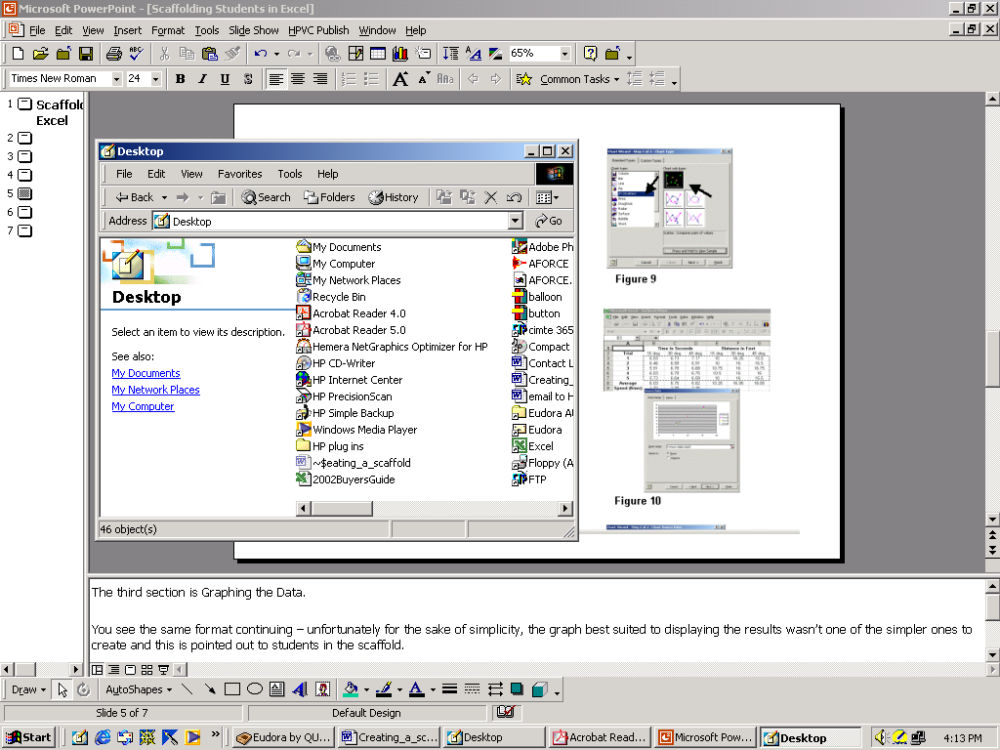 Microsoft PowerPoint - [Scaffolding Students in Excel]
File Edit View Insert Format Tools Slide Show HPVC Publish Window Help
65%
Times New Roman 24 B I U S Common Tasks
1 Scaffold
Excel
2
3
4
5
6
7
Desktop
File Edit View Favorites Tools Help
Back Search Folders History
Address Desktop Go
Desktop
Select an item to view its description.
See also:
My Documents
My Network Places
My Computer
My Documents
My Computer
My Network Places
Recycle Bin
Acrobat Reader 4.0
Acrobat Reader 5.0
Hemera NetGraphics Optimizer for HP
HP CD-Writer
HP Internet Center
HP PrecisionScan
HP Simple Backup
Windows Media Player
HP plug ins
~$eating_a_scaffold
2002BuyersGuide
Adobe Ph
AFORCE
AFORCE.
balloon
button
cimte 365
Compact
Contact L
Creating_
email to H
Eudora Au
Eudora
Excel
Floppy (A
FTP
46 object(s)
Figure 9
Time in Seconds Distance in Feet
Trial
Average
Figure 10
The third section is Graphing the Data.
You see the same format continuing – unfortunately for the sake of simplicity, the graph best suited to displaying the results wasn't one of the simpler ones to
create and this is pointed out to students in the scaffold.
Draw AutoShapes
Slide 5 of 7 Default Design
Start Eudora by QU... Creating_a_sc... Desktop Acrobat Read... Microsoft Pow... Desktop 4:13 PM